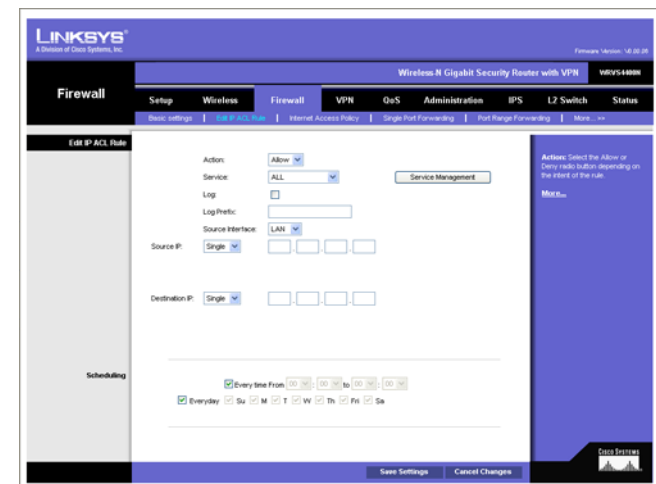 LINKSYS®
A Division of Cisco Systems, Inc.
Firmware Version: V0.00.06
Wireless-N Gigabit Security Router with VPN WRVS4400N
Firewall
Setup Wireless Firewall VPN QoS Administration IPS L2 Switch Status
Basic settings | Edit IP ACL Rule | Internet Access Policy | Single Port Forwarding | Port Range Forwarding | More... >>
Edit IP ACL Rule
Action: Allow
Service: ALL Service Management
Log:
Log Prefix:
Source Interface: LAN
Source IP: Single . . .
Destination IP: Single . . .
Action: Select the Allow or
Deny radio button depending on
the intent of the rule.
More...
Scheduling
Every time From 00 : 00 to 00 : 00
Everyday Su M T W Th Fri Sa
Save Settings Cancel Changes
CISCO SYSTEMS